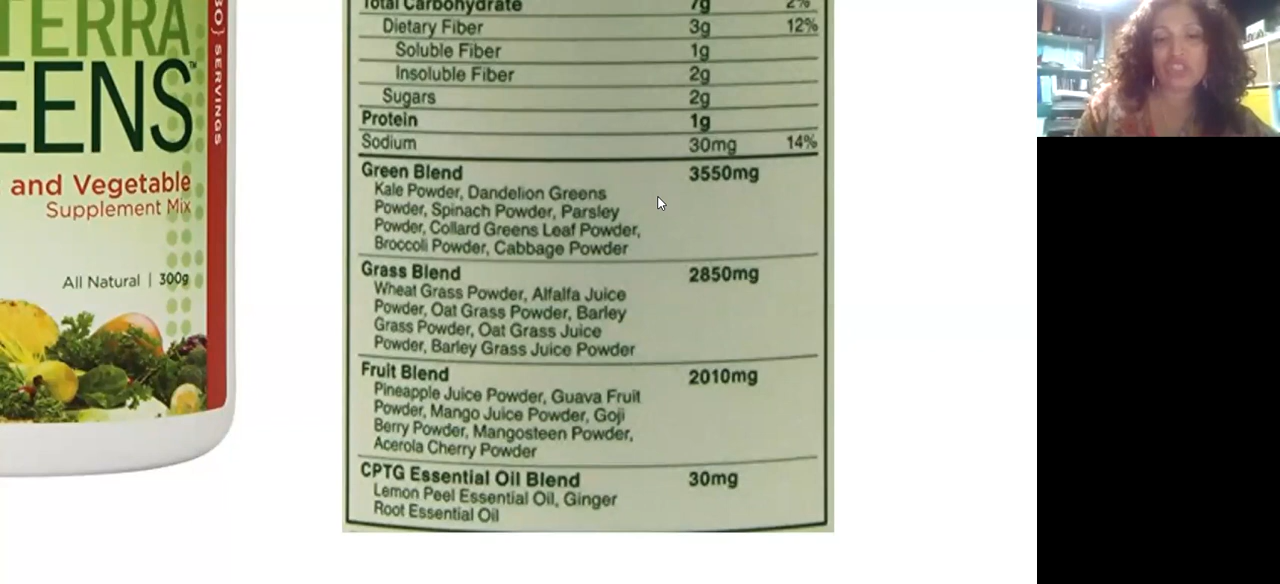 TERRA
EENS™
and Vegetable
Supplement Mix
All Natural | 300g
30} SERVINGS
Total Carbohydrate 7g 2%
Dietary Fiber 3g 12%
Soluble Fiber 1g
Insoluble Fiber 2g
Sugars 2g
Protein 1g
Sodium 30mg 14%
Green Blend 3550mg
Kale Powder, Dandelion Greens
Powder, Spinach Powder, Parsley
Powder, Collard Greens Leaf Powder,
Broccoli Powder, Cabbage Powder
Grass Blend 2850mg
Wheat Grass Powder, Alfalfa Juice
Powder, Oat Grass Powder, Barley
Grass Powder, Oat Grass Juice
Powder, Barley Grass Juice Powder
Fruit Blend 2010mg
Pineapple Juice Powder, Guava Fruit
Powder, Mango Juice Powder, Goji
Berry Powder, Mangosteen Powder,
Acerola Cherry Powder
CPTG Essential Oil Blend 30mg
Lemon Peel Essential Oil, Ginger
Root Essential Oil